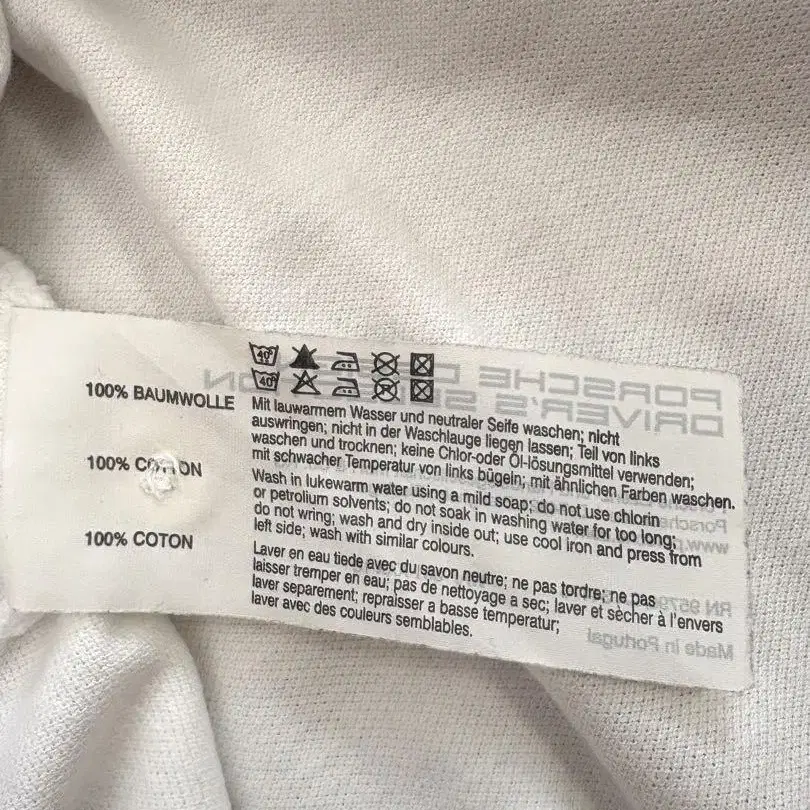 40°
40°
100% BAUMWOLLE
100% COTTON
100% COTON
Mit lauwarmem Wasser und neutraler Seife waschen; nicht
auswringen; nicht in der Waschlauge liegen lassen; Teil von links
waschen und trocknen; keine Chlor-oder Öl-lösungsmittel verwenden;
mit schwacher Temperatur von links bügeln; mit ähnlichen Farben waschen.
Wash in lukewarm water using a mild soap; do not use chlorin
or petrolium solvents; do not soak in washing water for too long;
do not wring; wash and dry inside out; use cool iron and press from
left side; wash with similar colours.
Laver en eau tiede avec du savon neutre; ne pas tordre; ne pas
laisser tremper en eau; pas de nettoyage a sec; laver et sècher à l'envers
laver separement; repraisser a basse temperatur;
laver avec des couleurs semblables.
PORSCHE
DRIVER'S SELECTION
Porsche
www.p
Made in Portugal